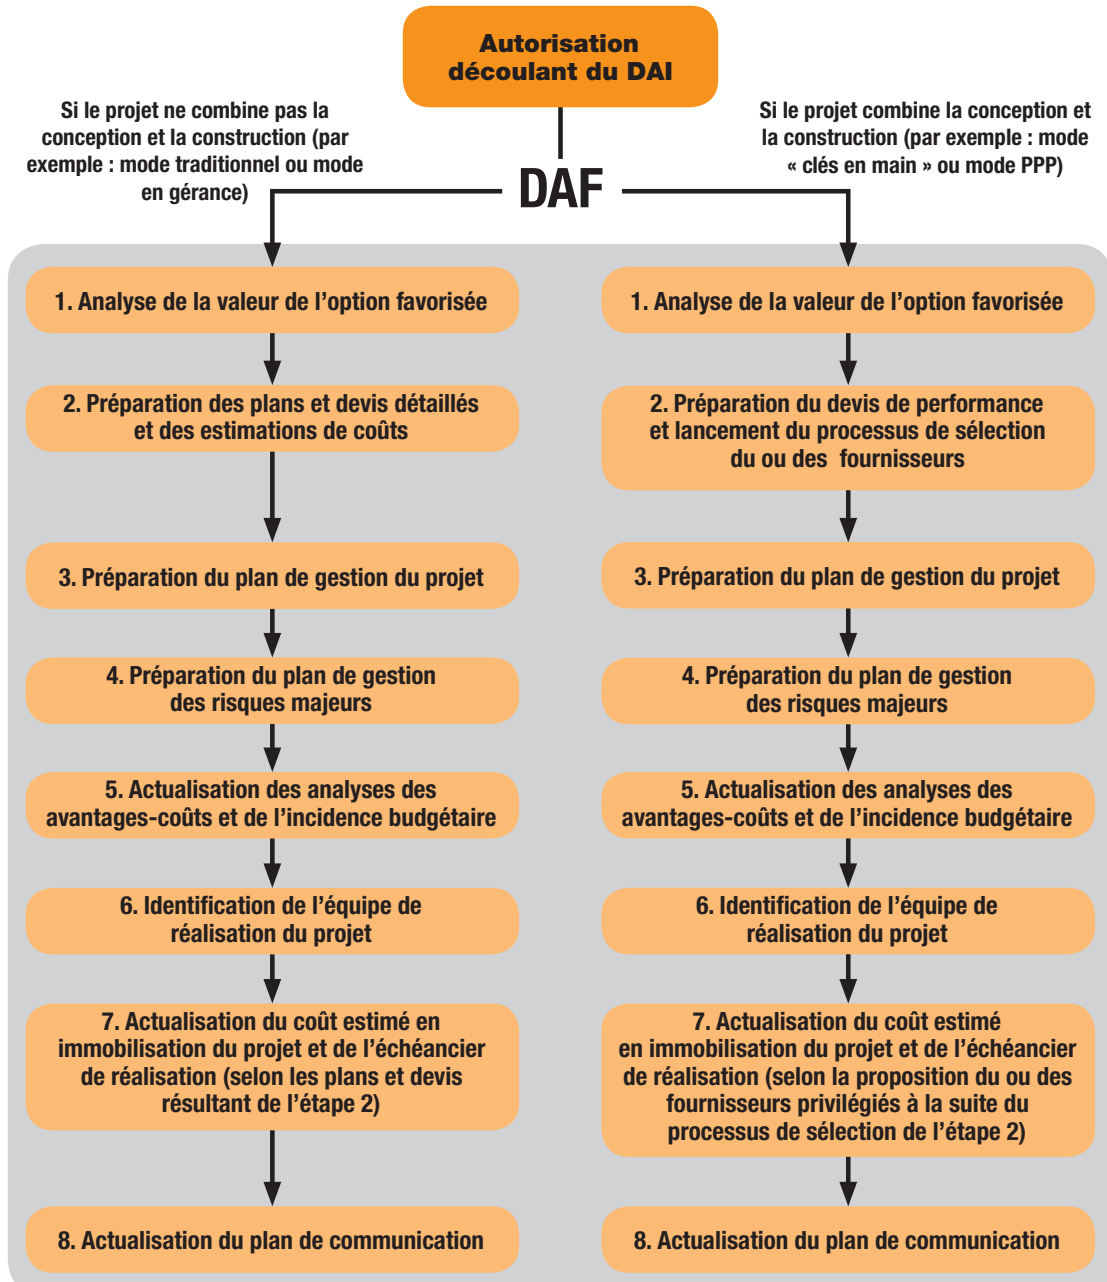 Autorisation
découlant du DAI
Si le projet ne combine pas la
conception et la construction (par
exemple : mode traditionnel ou mode
en gérance)
Si le projet combine la conception et
la construction (par exemple : mode
« clés en main » ou mode PPP)
DAF
1. Analyse de la valeur de l’option favorisée
2. Préparation des plans et devis détaillés
et des estimations de coûts
3. Préparation du plan de gestion du projet
4. Préparation du plan de gestion
des risques majeurs
5. Actualisation des analyses des
avantages-coûts et de l’incidence budgétaire
6. Identification de l’équipe de
réalisation du projet
7. Actualisation du coût estimé en
immobilisation du projet et de l’échéancier
de réalisation (selon les plans et devis
résultant de l’étape 2)
8. Actualisation du plan de communication
1. Analyse de la valeur de l’option favorisée
2. Préparation du devis de performance
et lancement du processus de sélection
du ou des fournisseurs
3. Préparation du plan de gestion du projet
4. Préparation du plan de gestion
des risques majeurs
5. Actualisation des analyses des
avantages-coûts et de l’incidence budgétaire
6. Identification de l’équipe de
réalisation du projet
7. Actualisation du coût estimé
en immobilisation du projet et de l’échéancier
de réalisation (selon la proposition du ou des
fournisseurs privilégiés à la suite du
processus de sélection de l’étape 2)
8. Actualisation du plan de communication